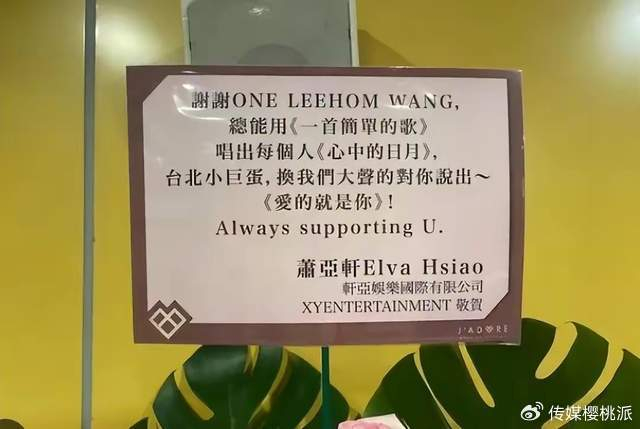 謝謝ONE LEEHOM WANG,
總能用《一首簡單的歌》
唱出每個人《心中的日月》,
台北小巨蛋,換我們大聲的對你說出～
《愛的就是你》!
Always supporting U.
蕭亞軒Elva Hsiao
軒亞娛樂國際有限公司
XYENTERTAINMENT 敬賀
J'ADORE
传媒樱桃派